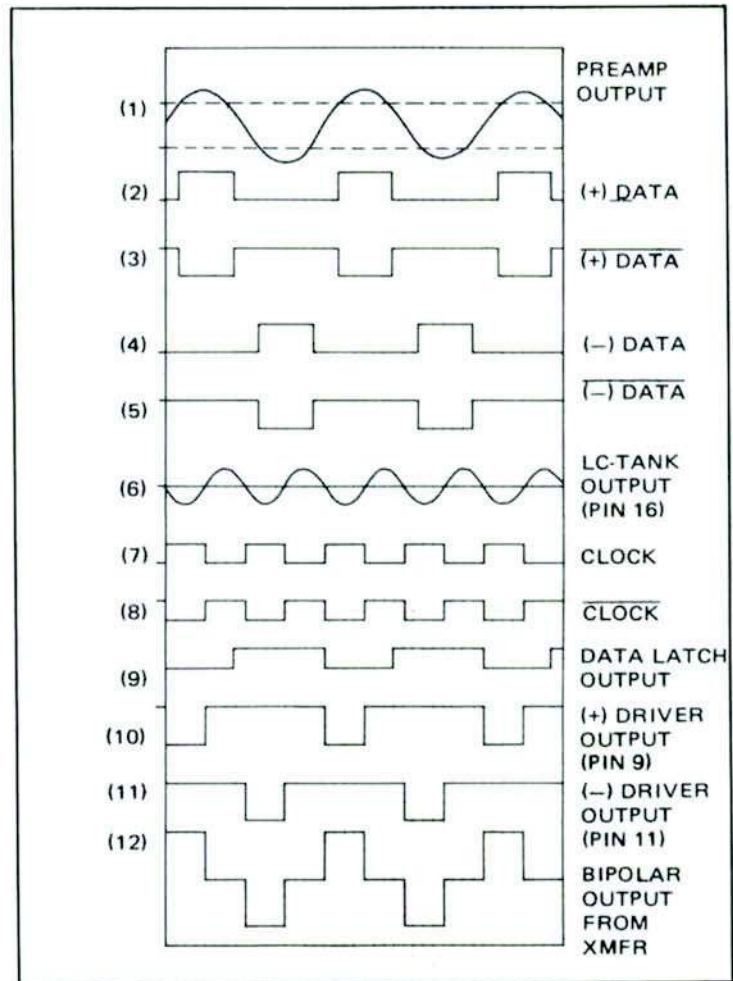 (1)
PREAMP
OUTPUT
(2)
(+) DATA
(3)
(+) DATA
(4)
(−) DATA
(5)
(−) DATA
(6)
LC-TANK
OUTPUT
(PIN 16)
(7)
CLOCK
(8)
CLOCK
(9)
DATA LATCH
OUTPUT
(10)
(+) DRIVER
OUTPUT
(PIN 9)
(11)
(−) DRIVER
OUTPUT
(PIN 11)
(12)
BIPOLAR
OUTPUT
FROM
XMFR